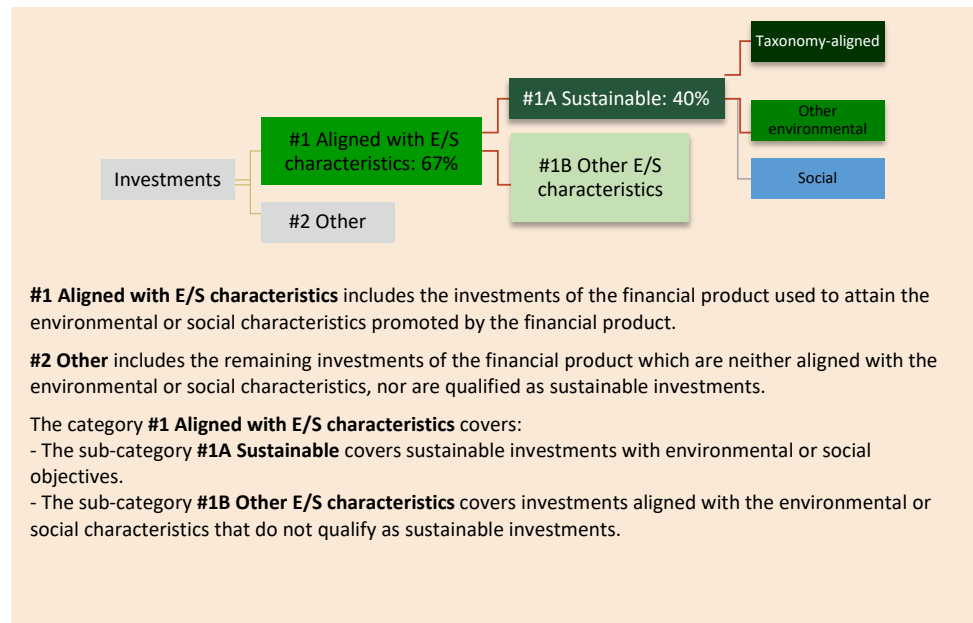 Taxonomy-aligned
#1A Sustainable: 40%
Other
environmental
#1 Aligned with E/S
characteristics: 67%
#1B Other E/S
characteristics
Investments
Social
#2 Other
#1 Aligned with E/S characteristics includes the investments of the financial product used to attain the
environmental or social characteristics promoted by the financial product.
#2 Other includes the remaining investments of the financial product which are neither aligned with the
environmental or social characteristics, nor are qualified as sustainable investments.
The category #1 Aligned with E/S characteristics covers:
- The sub-category #1A Sustainable covers sustainable investments with environmental or social
objectives.
- The sub-category #1B Other E/S characteristics covers investments aligned with the environmental or
social characteristics that do not qualify as sustainable investments.